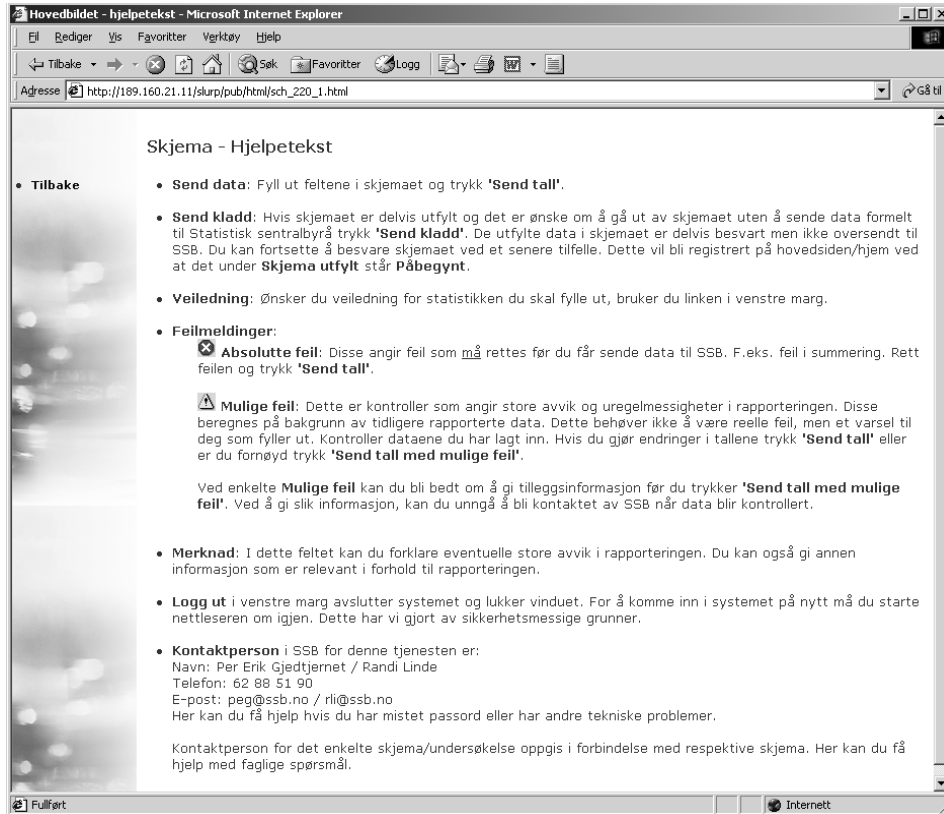 Hovedbildet - hjelpetekst - Microsoft Internet Explorer
Fil Rediger Vis Favoritter Verktøy Hjelp
Tilbake Søk Favoritter Logg
Adresse http://189.160.21.11/slurp/pub/html/sch_220_1.html Gå til
Skjema - Hjelpetekst
• Tilbake
• Send data: Fyll ut feltene i skjemaet og trykk 'Send tall'.
• Send kladd: Hvis skjemaet er delvis utfylt og det er ønske om å gå ut av skjemaet uten å sende data formelt
til Statistisk sentralbyrå trykk 'Send kladd'. De utfylte data i skjemaet er delvis besvart men ikke oversendt til
SSB. Du kan fortsette å besvare skjemaet ved et senere tilfelle. Dette vil bli registrert på hovedsiden/hjem ved
at det under Skjema utfylt står Påbegynt.
• Veiledning: Ønsker du veiledning for statistikken du skal fylle ut, bruker du linken i venstre marg.
• Feilmeldinger:
Absolutte feil: Disse angir feil som må rettes før du får sende data til SSB. F.eks. feil i summering. Rett
feilen og trykk 'Send tall'.
Mulige feil: Dette er kontroller som angir store avvik og uregelmessigheter i rapporteringen. Disse
beregnes på bakgrunn av tidligere rapporterte data. Dette behøver ikke å være reelle feil, men et varsel til
deg som fyller ut. Kontroller dataene du har lagt inn. Hvis du gjør endringer i tallene trykk 'Send tall' eller
er du fornøyd trykk 'Send tall med mulige feil'.
Ved enkelte Mulige feil kan du bli bedt om å gi tilleggsinformasjon før du trykker 'Send tall med mulige
feil'. Ved å gi slik informasjon, kan du unngå å bli kontaktet av SSB når data blir kontrollert.
• Merknad: I dette feltet kan du forklare eventuelle store avvik i rapporteringen. Du kan også gi annen
informasjon som er relevant i forhold til rapporteringen.
• Logg ut i venstre marg avslutter systemet og lukker vinduet. For å komme inn i systemet på nytt må du starte
nettleseren om igjen. Dette har vi gjort av sikkerhetsmessige grunner.
• Kontaktperson i SSB for denne tjenesten er:
Navn: Per Erik Gjedtjernet / Randi Linde
Telefon: 62 88 51 90
E-post: peg@ssb.no / rli@ssb.no
Her kan du få hjelp hvis du har mistet passord eller har andre tekniske problemer.
Kontaktperson for det enkelte skjema/undersøkelse oppgis i forbindelse med respektive skjema. Her kan du få
hjelp med faglige spørsmål.
Fullført Internett